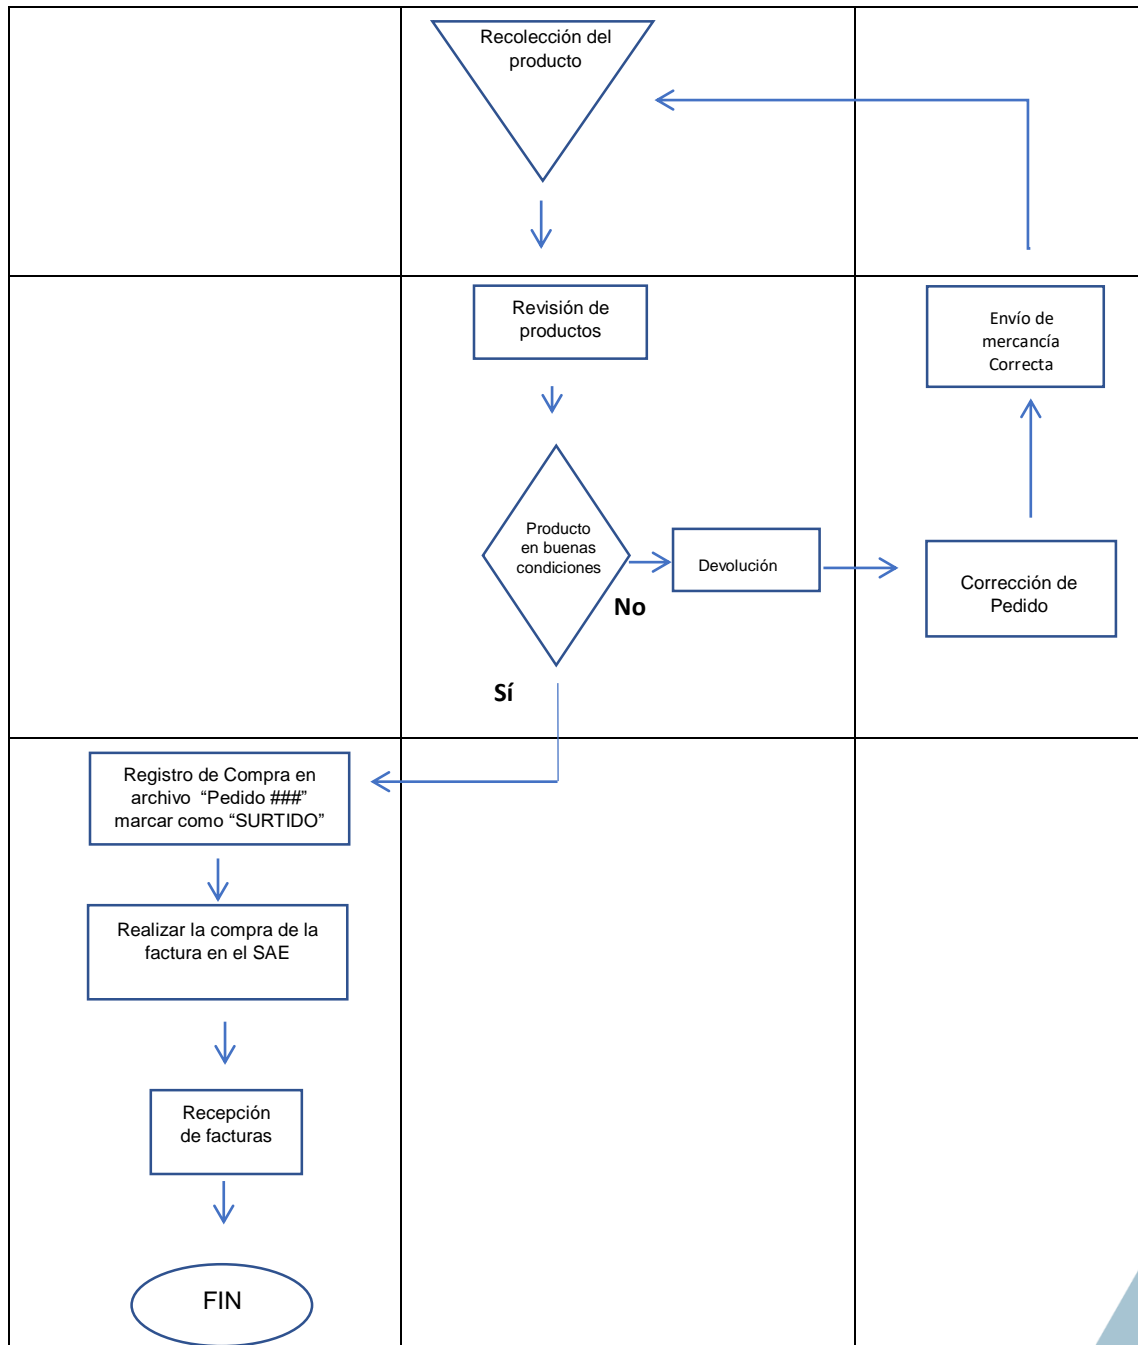 Recolección del
producto
Revisión de
productos
Envío de
mercancía
Correcta
Producto
en buenas
condiciones
Devolución
No
Corrección de
Pedido
Sí
Registro de Compra en
archivo “Pedido ###”
marcar como “SURTIDO”
Realizar la compra de la
factura en el SAE
Recepción
de facturas
FIN